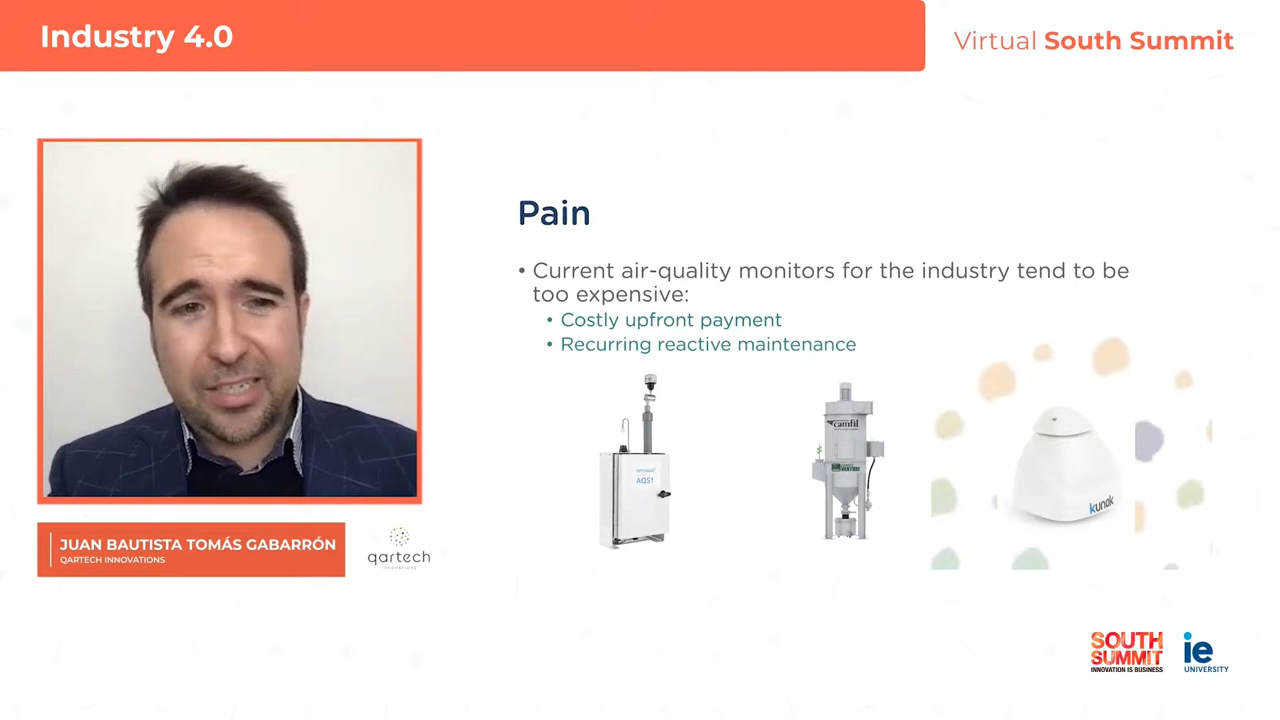 Industry 4.0
Virtual South Summit
Pain
• Current air-quality monitors for the industry tend to be
too expensive:
• Costly upfront payment
• Recurring reactive maintenance
AQS1
camfil
kunak
JUAN BAUTISTA TOMÁS GABARRÓN
QARTECH INNOVATIONS
qartech
innovations
SOUTH
SUMMIT
INNOVATION IS BUSINESS
ie
UNIVERSITY